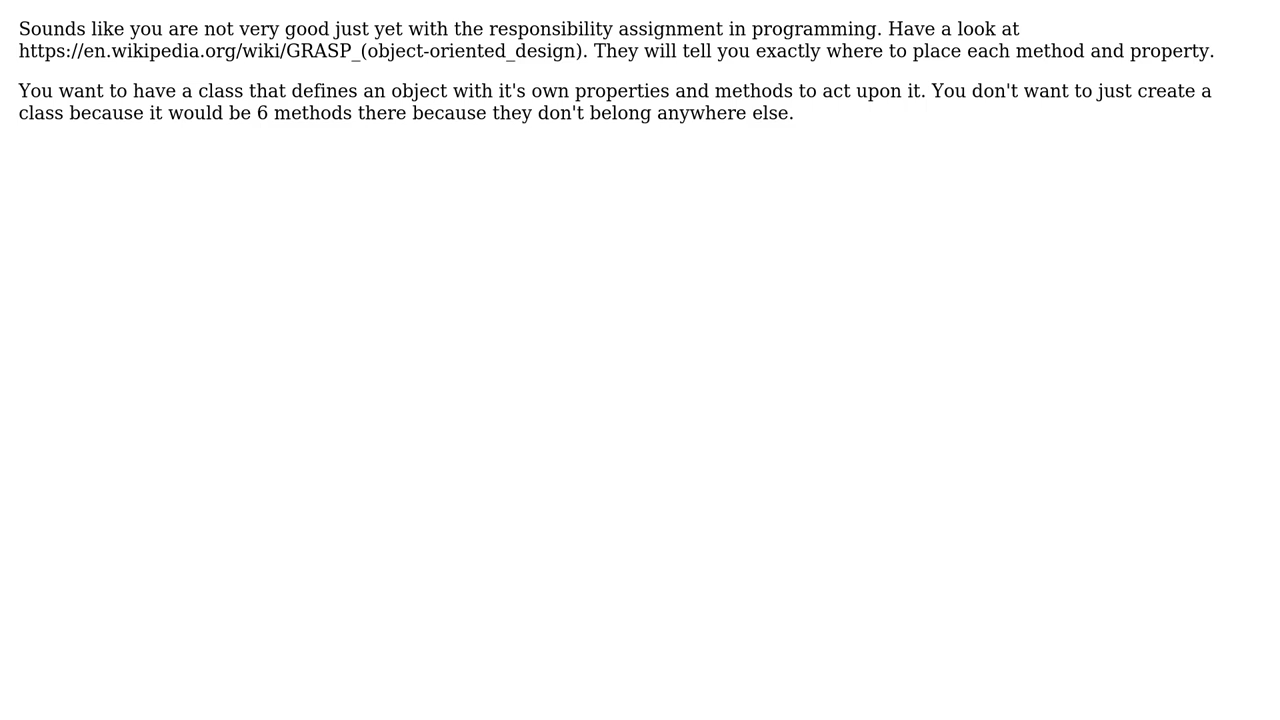 Sounds like you are not very good just yet with the responsibility assignment in programming. Have a look at
https://en.wikipedia.org/wiki/GRASP_(object-oriented_design). They will tell you exactly where to place each method and property.
You want to have a class that defines an object with it's own properties and methods to act upon it. You don't want to just create a
class because it would be 6 methods there because they don't belong anywhere else.